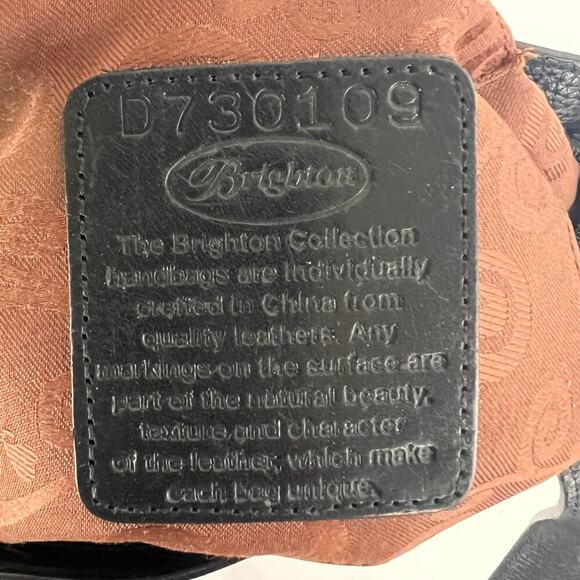 D730109
Brighton
The Brighton Collection
handbags are individually
crafted in China from
quality leathers. Any
markings on the surface are
part of the natural beauty,
texture, and character
of the leather, which make
each bag unique.